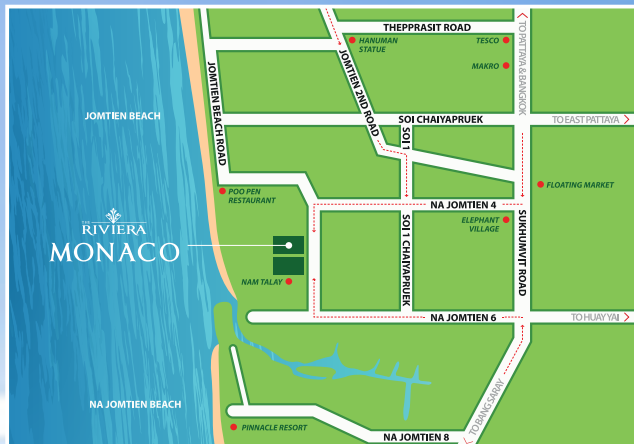 THEPPRASIT ROAD
TO PATTAYA & BANGKOK
HANUMAN
STATUE
TESCO
MAKRO
JOMTIEN BEACH ROAD
JOMTIEN 2ND ROAD
JOMTIEN BEACH
SOI CHAIYAPRUEK
TO EAST PATTAYA
SOI 1
POO PEN
RESTAURANT
FLOATING MARKET
NA JOMTIEN 4
THE
RIVIERA
MONACO
ELEPHANT
VILLAGE
SOI 1 CHAIYAPRUEK
SUKHUMVIT ROAD
NAM TALAY
NA JOMTIEN 6
TO HUAY YAI
NA JOMTIEN BEACH
TO BANG SARAY
PINNACLE RESORT
NA JOMTIEN 8